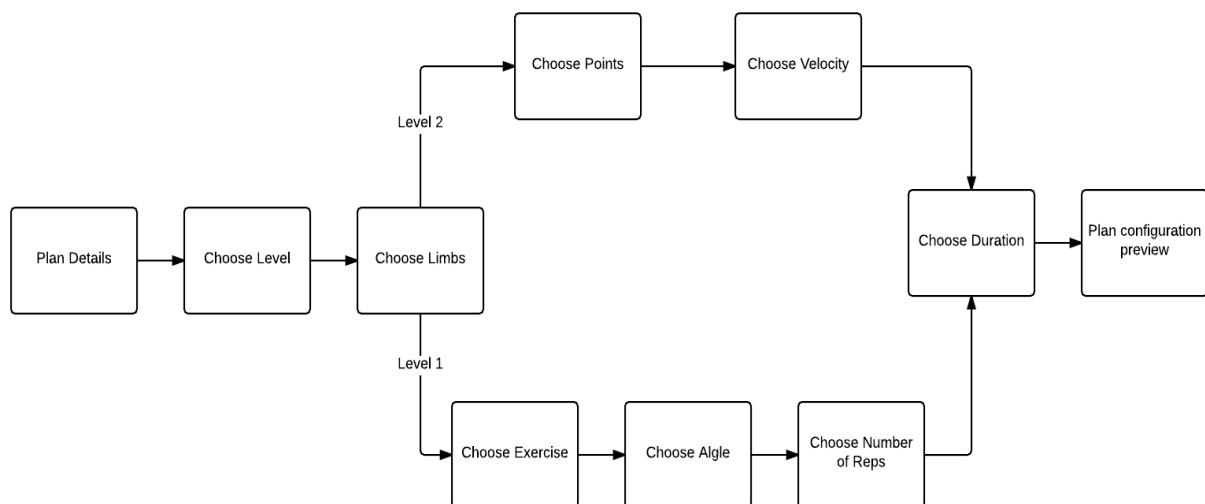 Choose Points
Choose Velocity
Level 2
Plan Details
Choose Level
Choose Limbs
Choose Duration
Plan configuration
preview
Level 1
Choose Exercise
Choose Algle
Choose Number
of Reps